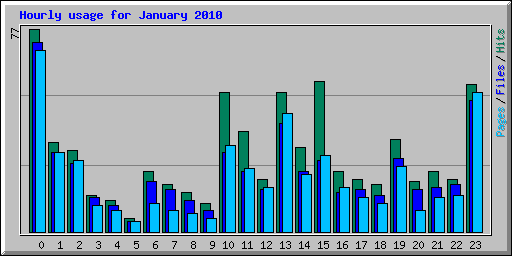 Hourly usage for January 2010
77
Pages / Files / Hits
0 1 2 3 4 5 6 7 8 9 10 11 12 13 14 15 16 17 18 19 20 21 22 23